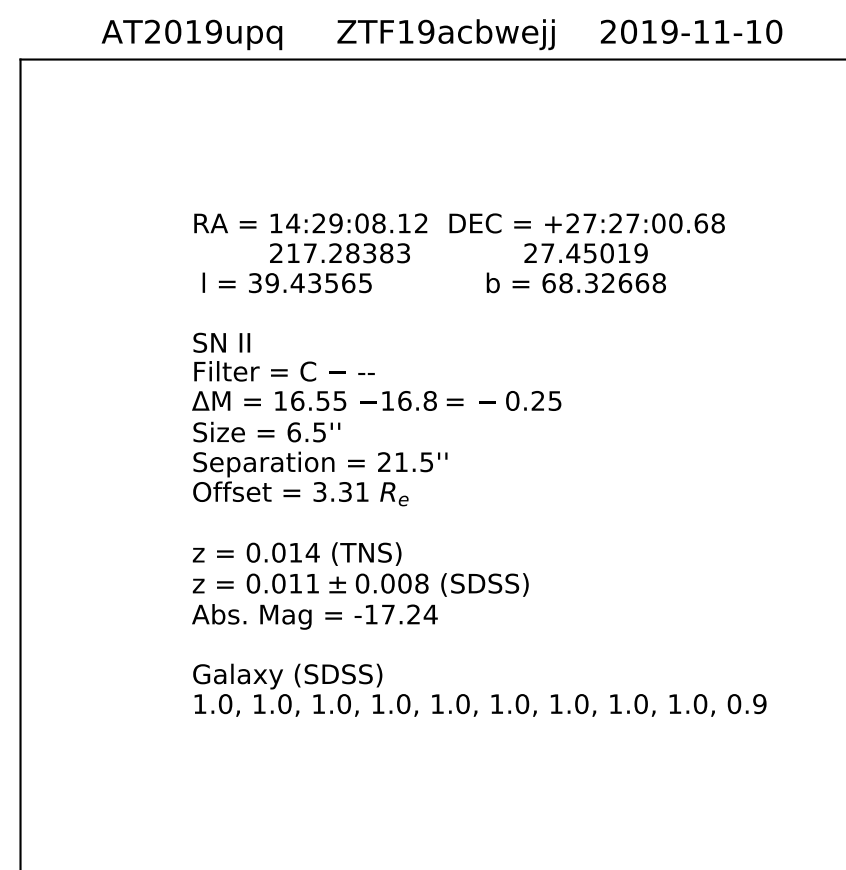 AT2019upq ZTF19acbwejj 2019-11-10
RA = 14:29:08.12 DEC = +27:27:00.68
217.28383 27.45019
l = 39.43565 b = 68.32668
SN II
Filter = C − --
ΔM = 16.55 −16.8 = − 0.25
Size = 6.5''
Separation = 21.5''
Offset = 3.31 Rₑ
z = 0.014 (TNS)
z = 0.011 ± 0.008 (SDSS)
Abs. Mag = -17.24
Galaxy (SDSS)
1.0, 1.0, 1.0, 1.0, 1.0, 1.0, 1.0, 1.0, 1.0, 0.9